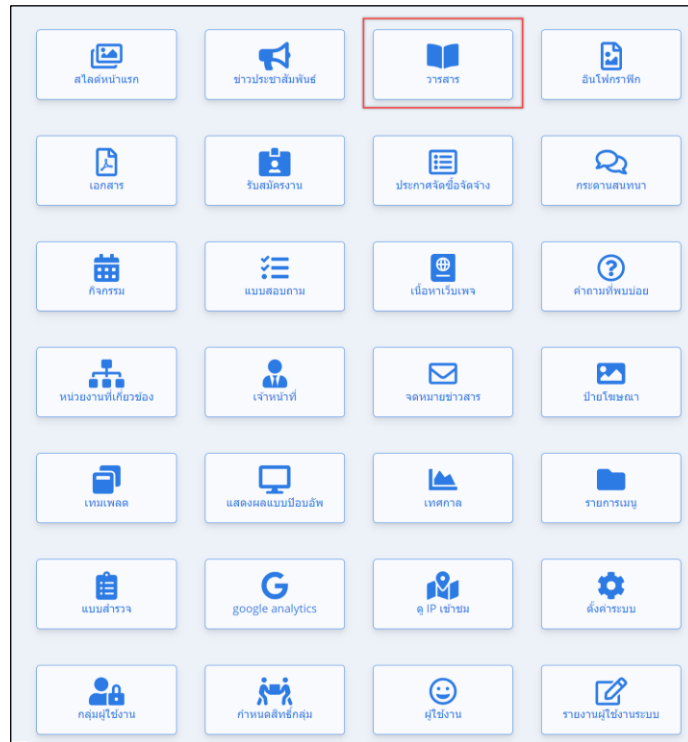 สไลด์หน้าแรก
ข่าวประชาสัมพันธ์
วารสาร
อินโฟกราฟิก
เอกสาร
รับสมัครงาน
ประกาศจัดซื้อจัดจ้าง
กระดานสนทนา
กิจกรรม
แบบสอบถาม
เนื้อหาเว็บเพจ
คำถามที่พบบ่อย
หน่วยงานที่เกี่ยวข้อง
เจ้าหน้าที่
จดหมายข่าวสาร
ป้ายโฆษณา
เทมเพลต
แสดงผลแบบป๊อบอัพ
เทศกาล
รายการเมนู
แบบสำรวจ
google analytics
ดู IP เข้าชม
ตั้งค่าระบบ
กลุ่มผู้ใช้งาน
กำหนดสิทธิ์กลุ่ม
ผู้ใช้งาน
รายงานผู้ใช้งานระบบ